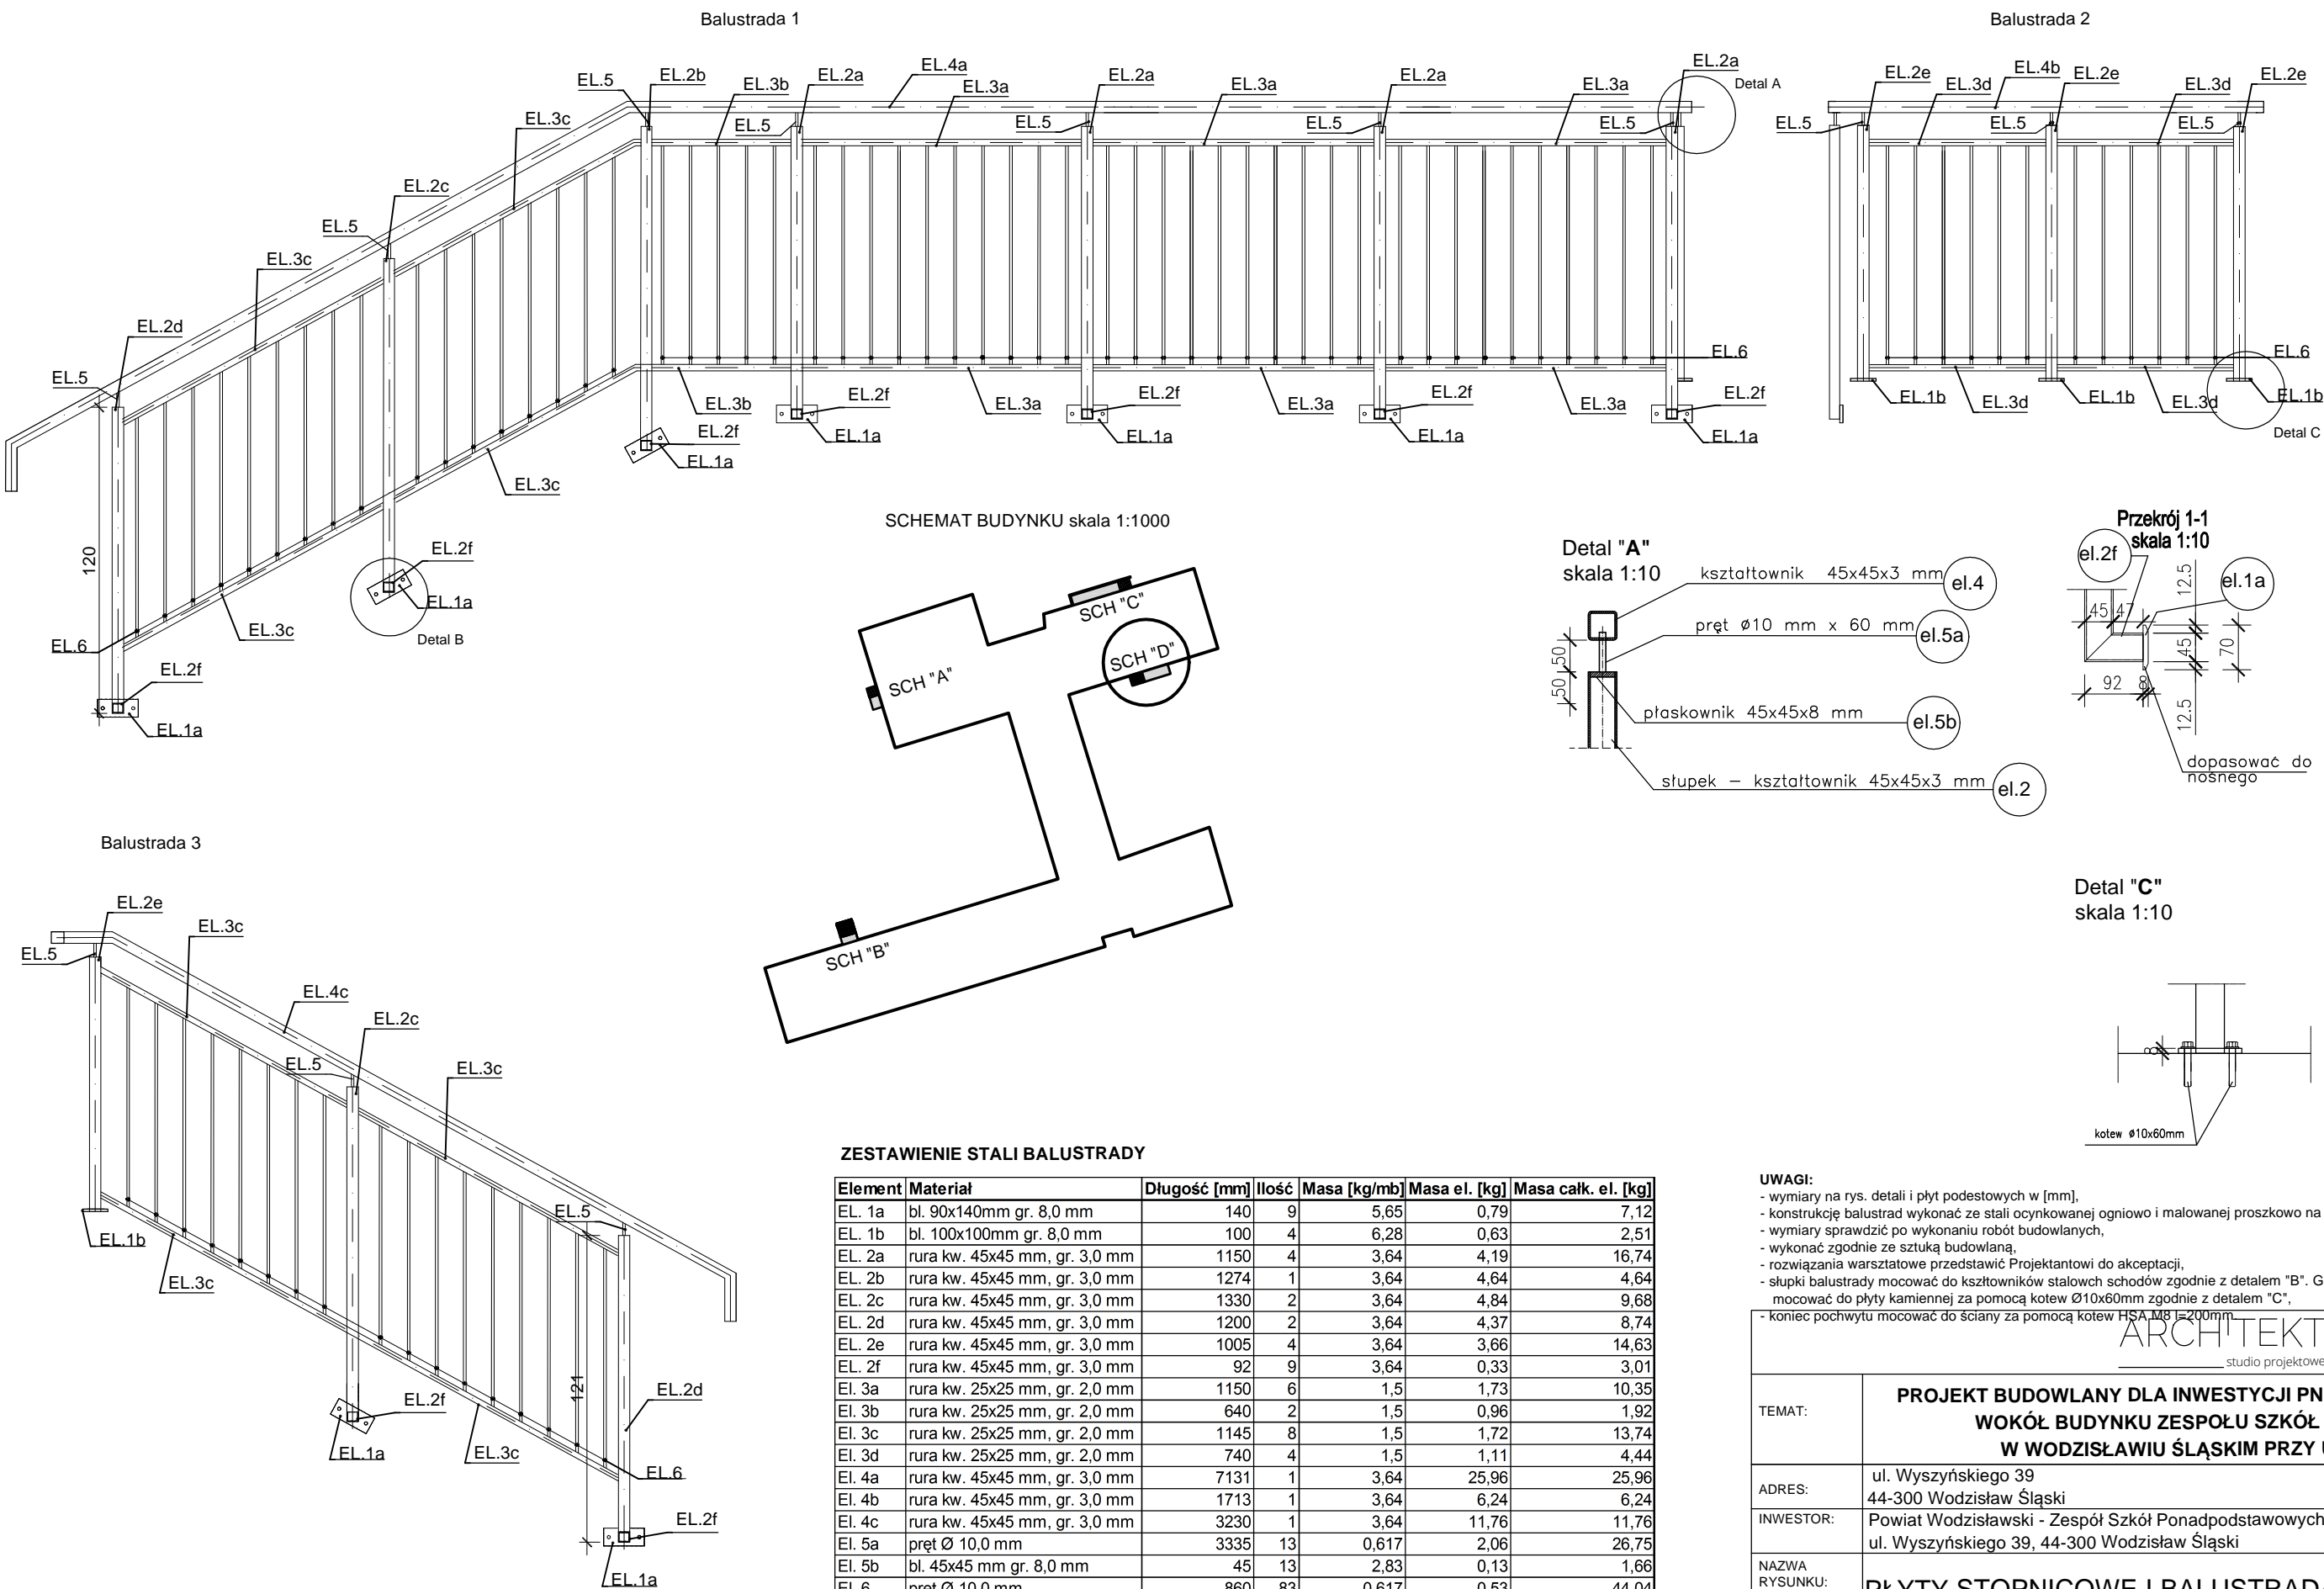 Balustrada 1
Balustrada 2
EL.5
EL.2b
EL.3b
EL.2a
EL.4a
EL.3a
EL.2a
EL.3a
EL.2a
EL.3a
EL.2a
Detal A
EL.5
EL.5
EL.5
EL.5
EL.3c
EL.2c
EL.5
EL.3c
EL.2d
EL.5
120
EL.6
EL.3c
EL.2f
EL.1a
EL.2f
EL.1a
Detal B
EL.3c
EL.2f
EL.1a
EL.3b
EL.2f
EL.1a
EL.3a
EL.2f
EL.1a
EL.3a
EL.2f
EL.1a
EL.3a
EL.6
EL.2f
EL.1a
EL.5
EL.2e
EL.3d
EL.4b
EL.2e
EL.3d
EL.2e
EL.5
EL.5
EL.6
EL.1b
EL.3d
EL.1b
EL.3d
EL.1b
Detal C
SCHEMAT BUDYNKU skala 1:1000
SCH "C"
SCH "D"
SCH "A"
SCH "B"
Detal "A"
skala 1:10
kształtownik 45x45x3 mm
el.4
pręt ø10 mm x 60 mm
el.5a
50
50
płaskownik 45x45x8 mm
el.5b
słupek – kształtownik 45x45x3 mm
el.2
Przekrój 1-1
skala 1:10
el.2f
el.1a
45
47
12.5
45
70
92
8
12.5
dopasować do
nośnego
Detal "C"
skala 1:10
8
kotew ø10x60mm
Balustrada 3
EL.2e
EL.3c
EL.5
EL.4c
EL.2c
EL.5
EL.3c
EL.1b
EL.3c
EL.5
121
EL.2d
EL.2f
EL.1a
EL.3c
EL.6
EL.2f
EL.1a
ZESTAWIENIE STALI BALUSTRADY
Element Materiał Długość [mm] Ilość Masa [kg/mb] Masa el. [kg] Masa całk. el. [kg]
EL. 1a bl. 90x140mm gr. 8,0 mm 140 9 5,65 0,79 7,12
EL. 1b bl. 100x100mm gr. 8,0 mm 100 4 6,28 0,63 2,51
EL. 2a rura kw. 45x45 mm, gr. 3,0 mm 1150 4 3,64 4,19 16,74
EL. 2b rura kw. 45x45 mm, gr. 3,0 mm 1274 1 3,64 4,64 4,64
EL. 2c rura kw. 45x45 mm, gr. 3,0 mm 1330 2 3,64 4,84 9,68
EL. 2d rura kw. 45x45 mm, gr. 3,0 mm 1200 2 3,64 4,37 8,74
EL. 2e rura kw. 45x45 mm, gr. 3,0 mm 1005 4 3,64 3,66 14,63
EL. 2f rura kw. 45x45 mm, gr. 3,0 mm 92 9 3,64 0,33 3,01
El. 3a rura kw. 25x25 mm, gr. 2,0 mm 1150 6 1,5 1,73 10,35
El. 3b rura kw. 25x25 mm, gr. 2,0 mm 640 2 1,5 0,96 1,92
El. 3c rura kw. 25x25 mm, gr. 2,0 mm 1145 8 1,5 1,72 13,74
El. 3d rura kw. 25x25 mm, gr. 2,0 mm 740 4 1,5 1,11 4,44
El. 4a rura kw. 45x45 mm, gr. 3,0 mm 7131 1 3,64 25,96 25,96
El. 4b rura kw. 45x45 mm, gr. 3,0 mm 1713 1 3,64 6,24 6,24
El. 4c rura kw. 45x45 mm, gr. 3,0 mm 3230 1 3,64 11,76 11,76
El. 5a pręt Ø 10,0 mm 3335 13 0,617 2,06 26,75
El. 5b bl. 45x45 mm gr. 8,0 mm 45 13 2,83 0,13 1,66
El. 6 pręt Ø 10,0 mm 860 83 0,617 0,53 44,04
UWAGI:
- wymiary na rys. detali i płyt podestowych w [mm],
- konstrukcję balustrad wykonać ze stali ocynkowanej ogniowo i malowanej proszkowo na
- wymiary sprawdzić po wykonaniu robót budowlanych,
- wykonać zgodnie ze sztuką budowlaną,
- rozwiązania warsztatowe przedstawić Projektantowi do akceptacji,
- słupki balustrady mocować do kszłtowników stalowch schodów zgodnie z detalem "B". G
mocować do płyty kamiennej za pomocą kotew Ø10x60mm zgodnie z detalem "C",
- koniec pochwytu mocować do ściany za pomocą kotew HSA M8 l=200mm.
ARCHITEKT
studio projektowe
TEMAT:
PROJEKT BUDOWLANY DLA INWESTYCJI PN
WOKÓŁ BUDYNKU ZESPOŁU SZKÓŁ
W WODZISŁAWIU ŚLĄSKIM PRZY U
ADRES:
ul. Wyszyńskiego 39
44-300 Wodzisław Śląski
INWESTOR:
Powiat Wodzisławski - Zespół Szkół Ponadpodstawowych
ul. Wyszyńskiego 39, 44-300 Wodzisław Śląski
NAZWA
RYSUNKU:
PŁYTY STOPNICOWE I BALUSTRAD